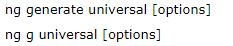 ng generate universal [options]
ng g universal [options]